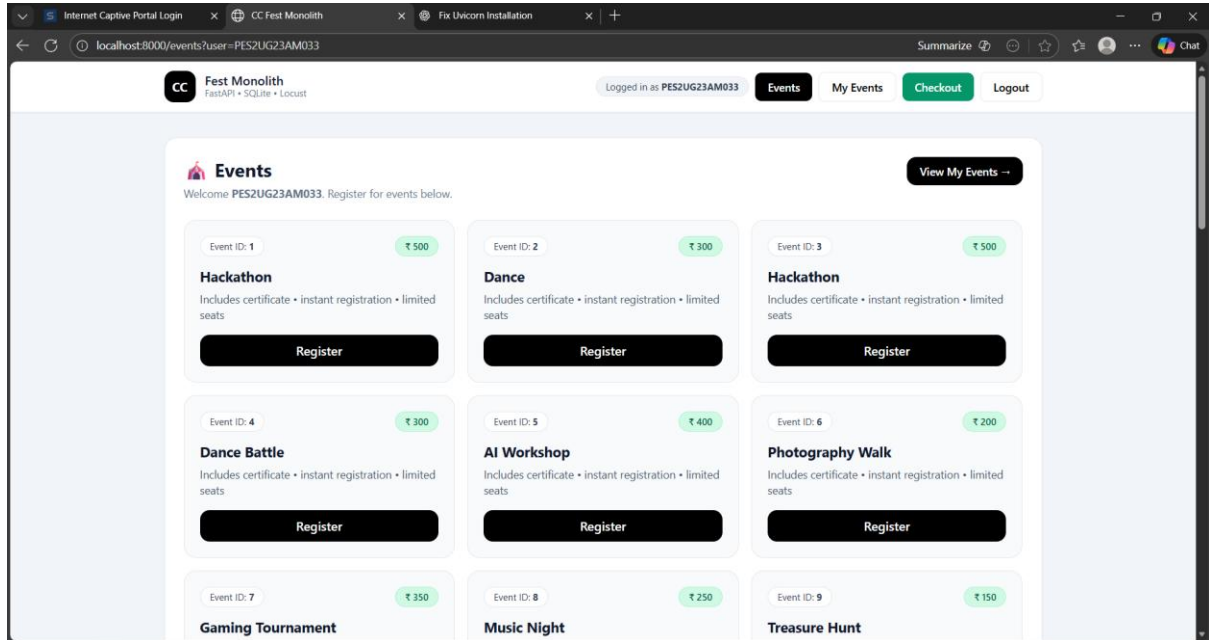 Internet Captive Portal Login
CC Fest Monolith
Fix Uvicorn Installation
localhost:8000/events?user=PES2UG23AM033
Summarize
Chat
CC
Fest Monolith
FastAPI • SQLite • Locust
Logged in as PES2UG23AM033
Events
My Events
Checkout
Logout
Events
View My Events →
Welcome PES2UG23AM033. Register for events below.
Event ID: 1
₹ 500
Hackathon
Includes certificate • instant registration • limited
seats
Register
Event ID: 2
₹ 300
Dance
Includes certificate • instant registration • limited
seats
Register
Event ID: 3
₹ 500
Hackathon
Includes certificate • instant registration • limited
seats
Register
Event ID: 4
₹ 300
Dance Battle
Includes certificate • instant registration • limited
seats
Register
Event ID: 5
₹ 400
AI Workshop
Includes certificate • instant registration • limited
seats
Register
Event ID: 6
₹ 200
Photography Walk
Includes certificate • instant registration • limited
seats
Register
Event ID: 7
₹ 350
Gaming Tournament
Event ID: 8
₹ 250
Music Night
Event ID: 9
₹ 150
Treasure Hunt